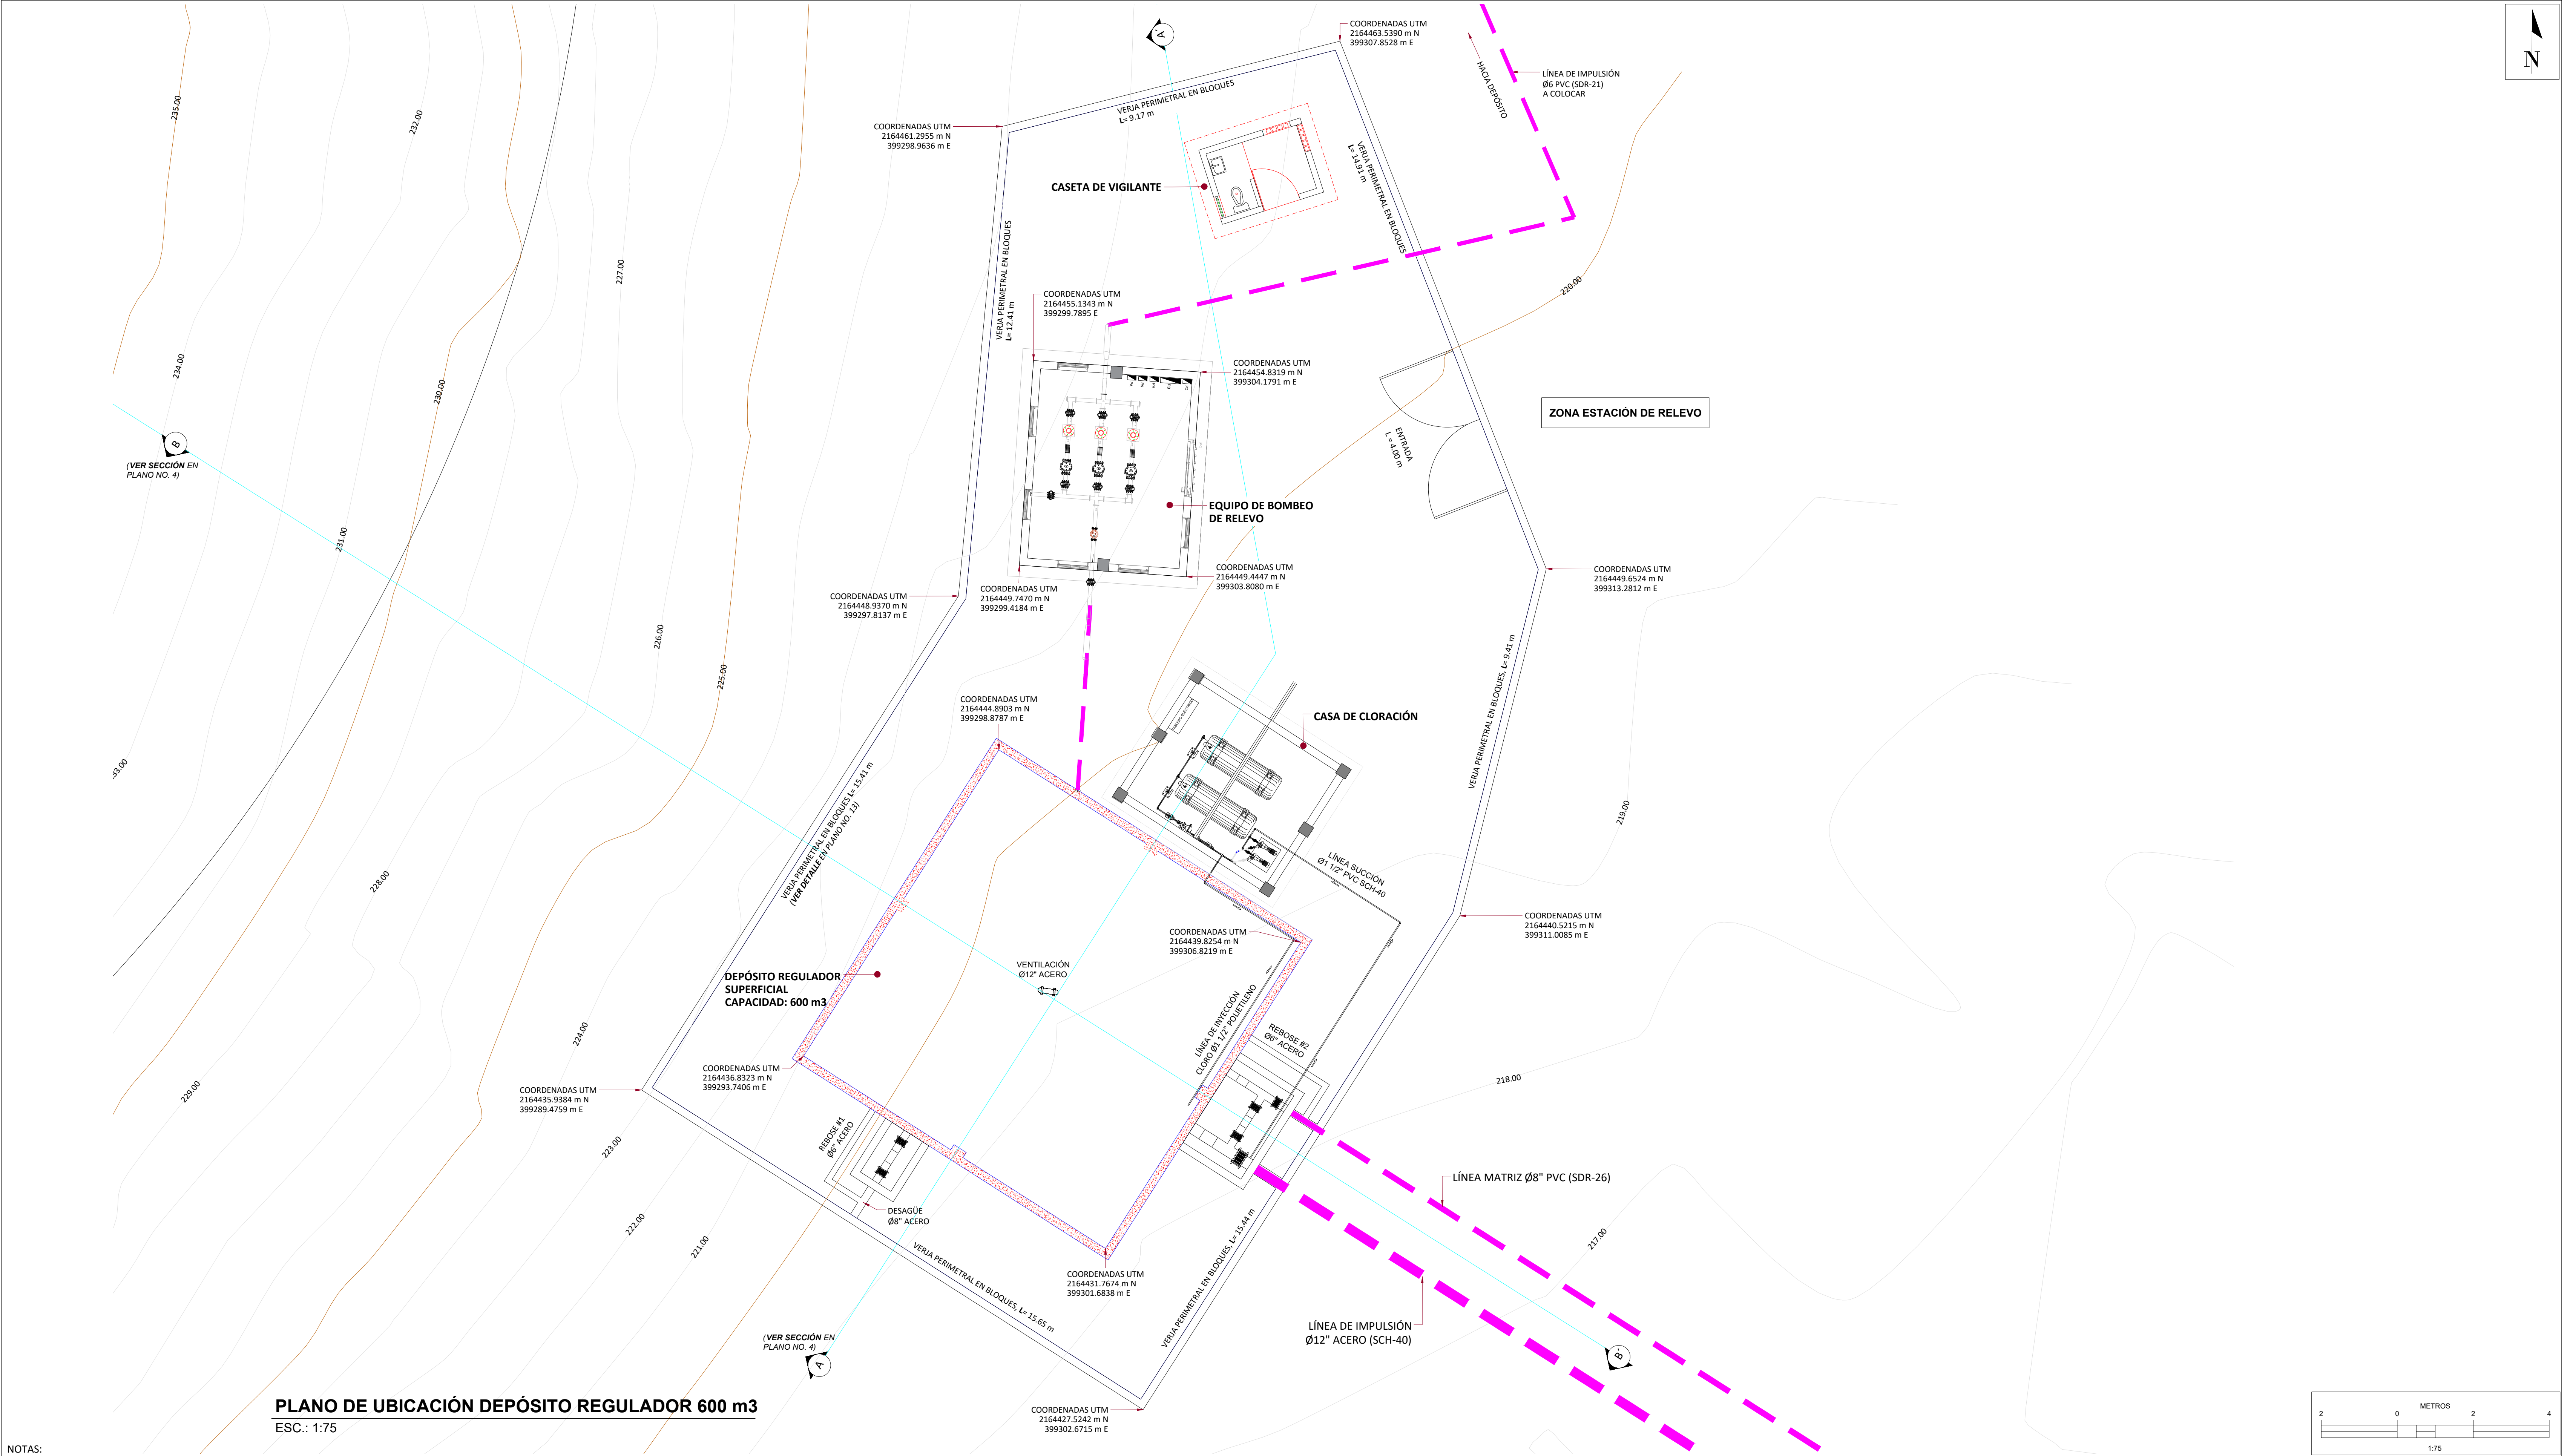 COORDENADAS UTM
2164463.5390 m N
399307.8528 m E
A'
N
HACIA DEPÓSITO
LÍNEA DE IMPULSIÓN
Ø6 PVC (SDR-21)
A COLOCAR
235.00
232.00
VERJA PERIMETRAL EN BLOQUES
L= 9.17 m
COORDENADAS UTM
2164461.2955 m N
399298.9636 m E
VERJA PERIMETRAL EN BLOQUES
L= 14.91 m
CASETA DE VIGILANTE
VERJA PERIMETRAL EN BLOQUES
L= 12.41 m
227.00
220.00
COORDENADAS UTM
2164455.1343 m N
399299.7895 E
234.00
230.00
COORDENADAS UTM
2164454.8319 m N
399304.1791 m E
ZONA ESTACIÓN DE RELEVO
ENTRADA
L = 4.00 m
B
(VER SECCIÓN EN
PLANO NO. 4)
EQUIPO DE BOMBEO
DE RELEVO
231.00
COORDENADAS UTM
2164449.4447 m N
399303.8080 m E
COORDENADAS UTM
2164449.6524 m N
399313.2812 m E
COORDENADAS UTM
2164449.7470 m N
399299.4184 m E
COORDENADAS UTM
2164448.9370 m N
399297.8137 m E
226.00
225.00
VERJA PERIMETRAL EN BLOQUES, L= 9.41 m
COORDENADAS UTM
2164444.8903 m N
399298.8787 m E
CASA DE CLORACIÓN
33.00
VERJA PERIMETRAL EN BLOQUES L= 15.41 m
(VER DETALLE EN PLANO NO. 13)
219.00
LÍNEA SUCCIÓN
Ø1 1/2" PVC SCH-40
228.00
COORDENADAS UTM
2164440.5215 m N
399311.0085 m E
COORDENADAS UTM
2164439.8254 m N
399306.8219 m E
VENTILACIÓN
Ø12" ACERO
DEPÓSITO REGULADOR
SUPERFICIAL
CAPACIDAD: 600 m3
LÍNEA DE INYECCIÓN
CLORO Ø1 1/2" POLIETILENO
REBOSE #2
Ø6" ACERO
224.00
COORDENADAS UTM
2164436.8323 m N
399293.7406 m E
COORDENADAS UTM
2164435.9384 m N
399289.4759 m E
229.00
218.00
REBOSE #1
Ø6" ACERO
223.00
LÍNEA MATRIZ Ø8" PVC (SDR-26)
DESAGÜE
Ø8" ACERO
222.00
221.00
217.00
VERJA PERIMETRAL EN BLOQUES, L= 15.65 m
VERJA PERIMETRAL EN BLOQUES, L= 15.44 m
COORDENADAS UTM
2164431.7674 m N
399301.6838 m E
LÍNEA DE IMPULSIÓN
Ø12" ACERO (SCH-40)
(VER SECCIÓN EN
PLANO NO. 4)
A
B'
COORDENADAS UTM
2164427.5242 m N
399302.6715 m E
PLANO DE UBICACIÓN DEPÓSITO REGULADOR 600 m3
ESC.: 1:75
METROS
2 0 2 4
1:75
NOTAS: